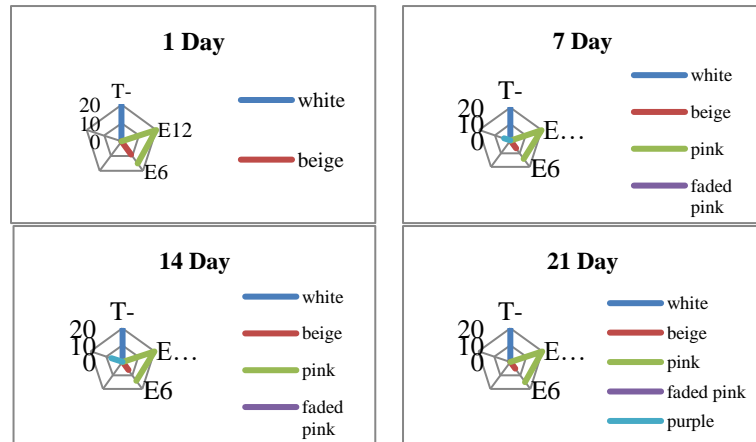 1 Day
T-
20
10
0
E12
E6
white
beige
7 Day
T-
20
10
0
E…
E6
white
beige
pink
faded
pink
14 Day
T-
20
10
0
E…
E6
white
beige
pink
faded
pink
21 Day
T-
20
10
0
E…
E6
white
beige
pink
faded pink
purple